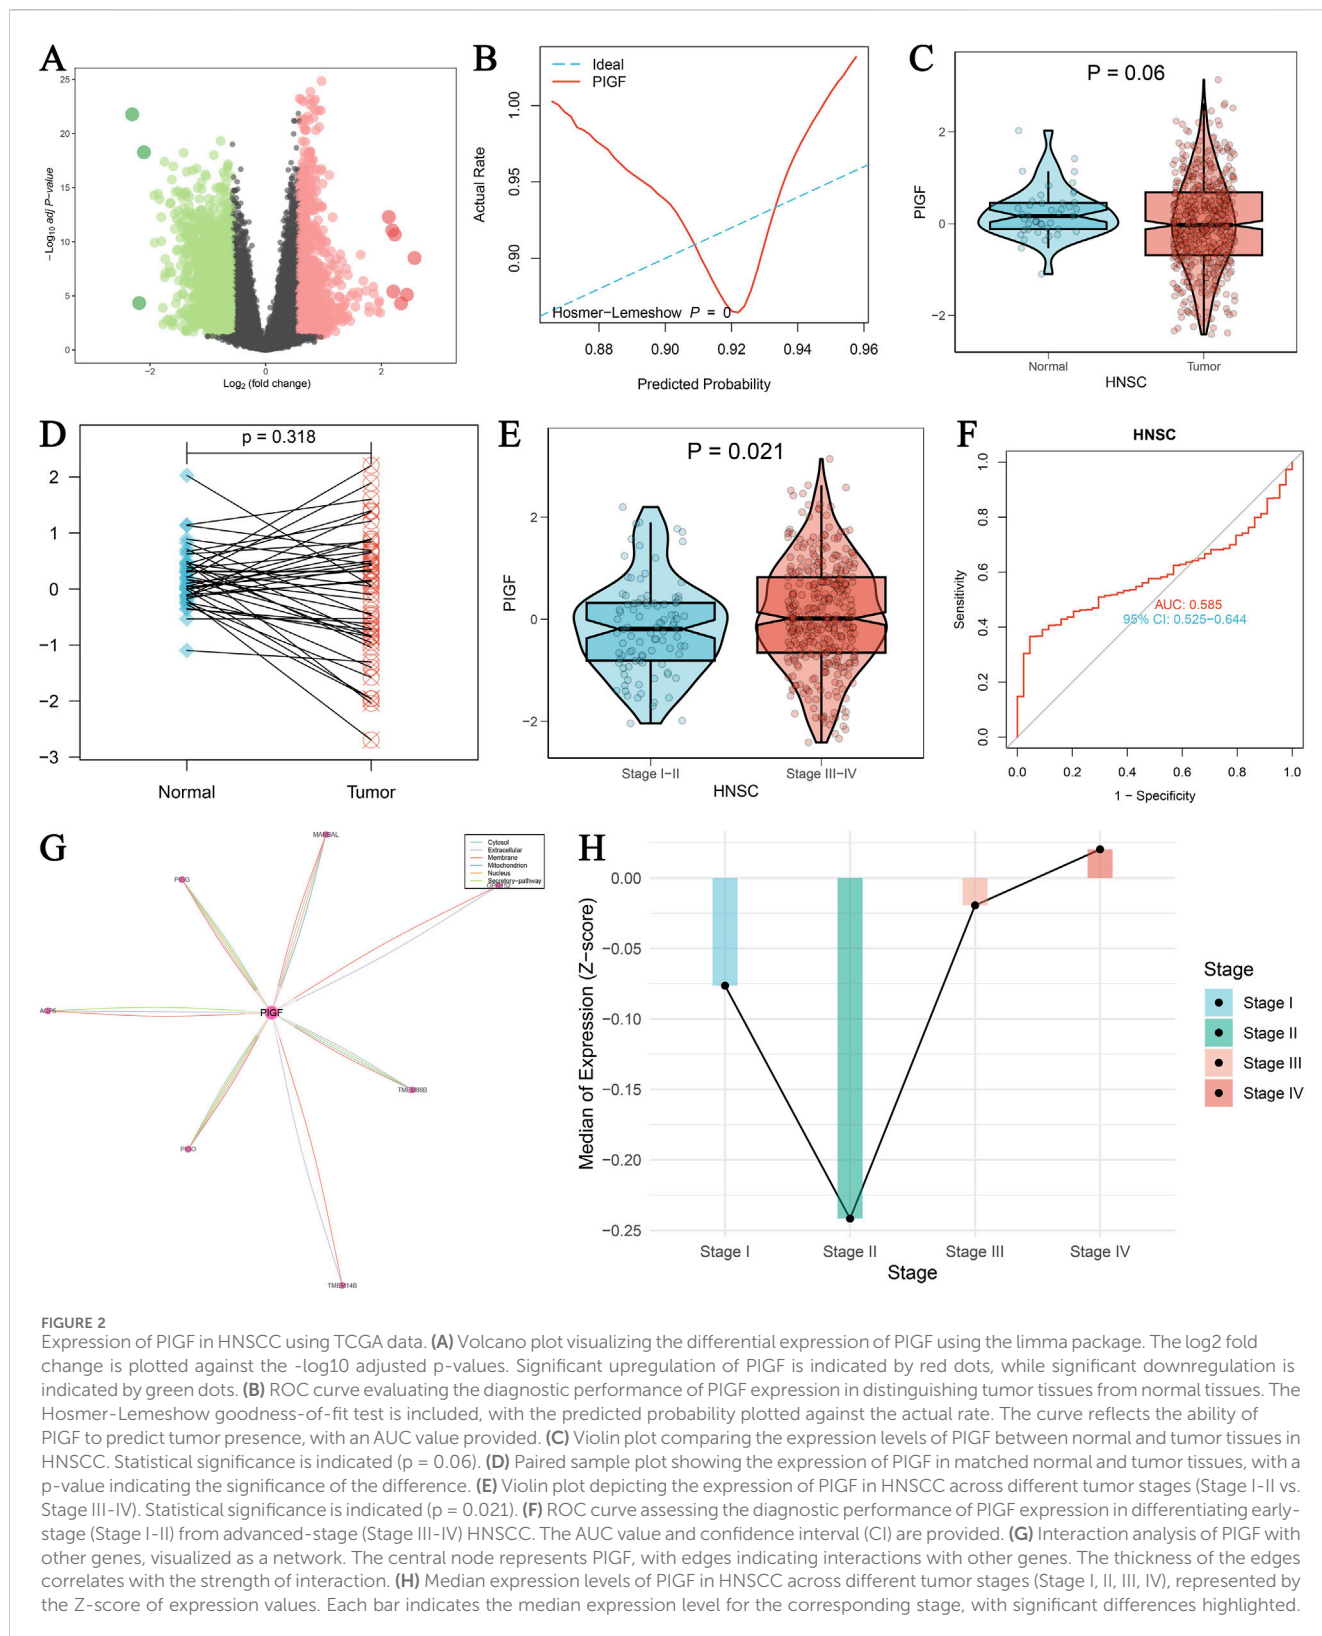 A
25
20
15
10
5
0
−Log10 adj P−value
−2
0
2
Log2 (fold change)
B
Ideal
PIGF
1.00
0.95
0.90
Actual Rate
Hosmer−Lemeshow P = 0
0.88
0.90
0.92
0.94
0.96
Predicted Probability
C
P = 0.06
2
0
−2
PIGF
Normal
Tumor
HNSC
D
p = 0.318
2
1
0
−1
−2
−3
Normal
Tumor
E
P = 0.021
2
0
−2
PIGF
Stage I−II
Stage III−IV
HNSC
F
HNSC
1.0
0.8
0.6
0.4
0.2
0.0
Sensitivity
AUC: 0.585
95% CI: 0.525−0.644
0.0
0.2
0.4
0.6
0.8
1.0
1 − Specificity
G
Cytosol
Extracellular
Membrane
Mitochondrion
Nucleus
Secretory−pathway
PIGF
TMEM14B
H
0.00
−0.05
−0.10
−0.15
−0.20
−0.25
Median of Expression (Z−score)
Stage I
Stage II
Stage III
Stage IV
Stage
Stage
Stage I
Stage II
Stage III
Stage IV
FIGURE 2
Expression of PIGF in HNSCC using TCGA data. (A) Volcano plot visualizing the differential expression of PIGF using the limma package. The log2 fold
change is plotted against the -log10 adjusted p-values. Significant upregulation of PIGF is indicated by red dots, while significant downregulation is
indicated by green dots. (B) ROC curve evaluating the diagnostic performance of PIGF expression in distinguishing tumor tissues from normal tissues. The
Hosmer-Lemeshow goodness-of-fit test is included, with the predicted probability plotted against the actual rate. The curve reflects the ability of
PIGF to predict tumor presence, with an AUC value provided. (C) Violin plot comparing the expression levels of PIGF between normal and tumor tissues in
HNSCC. Statistical significance is indicated (p = 0.06). (D) Paired sample plot showing the expression of PIGF in matched normal and tumor tissues, with a
p-value indicating the significance of the difference. (E) Violin plot depicting the expression of PIGF in HNSCC across different tumor stages (Stage I-II vs.
Stage III-IV). Statistical significance is indicated (p = 0.021). (F) ROC curve assessing the diagnostic performance of PIGF expression in differentiating early-
stage (Stage I-II) from advanced-stage (Stage III-IV) HNSCC. The AUC value and confidence interval (CI) are provided. (G) Interaction analysis of PIGF with
other genes, visualized as a network. The central node represents PIGF, with edges indicating interactions with other genes. The thickness of the edges
correlates with the strength of interaction. (H) Median expression levels of PIGF in HNSCC across different tumor stages (Stage I, II, III, IV), represented by
the Z-score of expression values. Each bar indicates the median expression level for the corresponding stage, with significant differences highlighted.